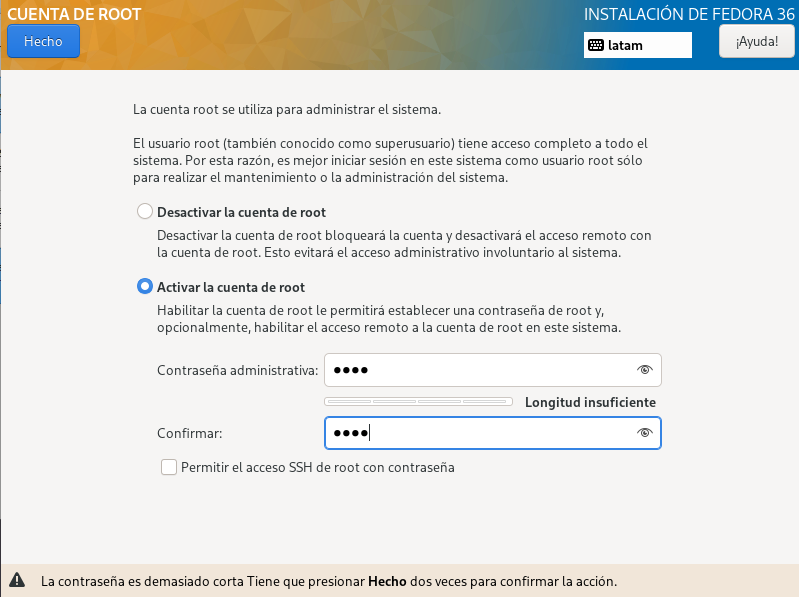 CUENTA DE ROOT
INSTALACIÓN DE FEDORA 36
Hecho
latam
¡Ayuda!
La cuenta root se utiliza para administrar el sistema.
El usuario root (también conocido como superusuario) tiene acceso completo a todo el
sistema. Por esta razón, es mejor iniciar sesión en este sistema como usuario root sólo
para realizar el mantenimiento o la administración del sistema.
Desactivar la cuenta de root
Desactivar la cuenta de root bloqueará la cuenta y desactivará el acceso remoto con
la cuenta de root. Esto evitará el acceso administrativo involuntario al sistema.
Activar la cuenta de root
Habilitar la cuenta de root le permitirá establecer una contraseña de root y,
opcionalmente, habilitar el acceso remoto a la cuenta de root en este sistema.
Contraseña administrativa: ●●●●
Longitud insuficiente
Confirmar: ●●●●
Permitir el acceso SSH de root con contraseña
La contraseña es demasiado corta Tiene que presionar Hecho dos veces para confirmar la acción.